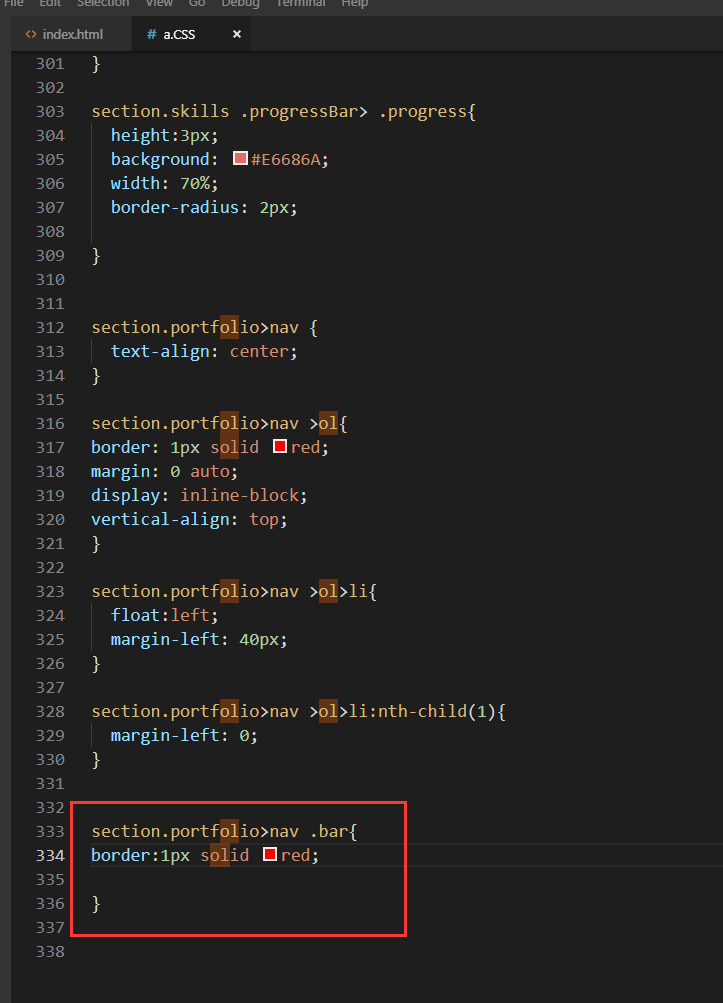 File Edit Selection View Go Debug Terminal Help
<> index.html # a.CSS ×
301 }
302
303 section.skills .progressBar> .progress{
304 height:3px;
305 background: #E6686A;
306 width: 70%;
307 border-radius: 2px;
308
309 }
310
311
312 section.portfolio>nav {
313 text-align: center;
314 }
315
316 section.portfolio>nav >ol{
317 border: 1px solid red;
318 margin: 0 auto;
319 display: inline-block;
320 vertical-align: top;
321 }
322
323 section.portfolio>nav >ol>li{
324 float:left;
325 margin-left: 40px;
326 }
327
328 section.portfolio>nav >ol>li:nth-child(1){
329 margin-left: 0;
330 }
331
332
333 section.portfolio>nav .bar{
334 border:1px solid red;
335
336 }
337
338